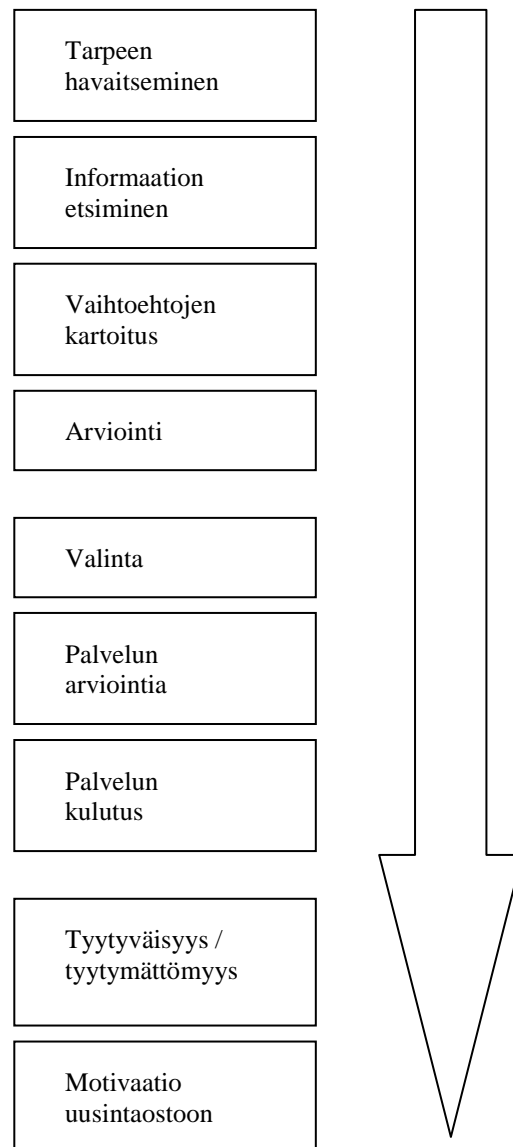 Tarpeen
havaitseminen
Informaation
etsiminen
Vaihtoehtojen
kartoitus
Arviointi
Valinta
Palvelun
arviointia
Palvelun
kulutus
Tyytyväisyys /
tyytymättömyys
Motivaatio
uusintaostoon